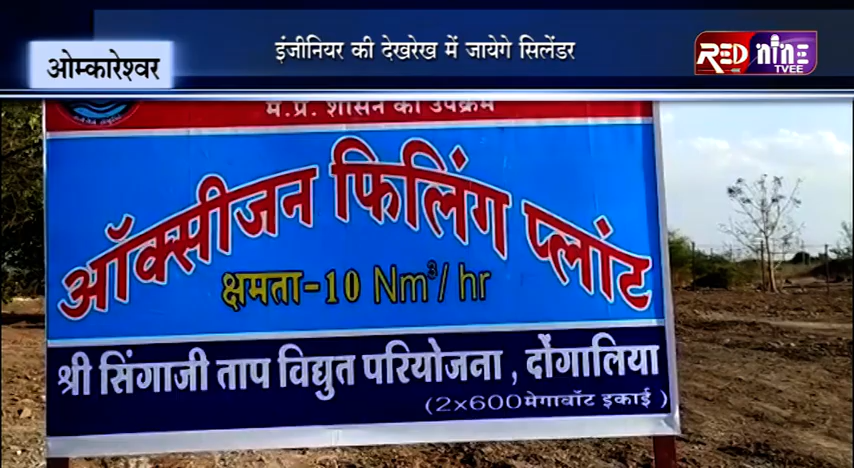 इंजीनियर की देखरेख में जायेगे सिलेंडर
ओम्कारेश्वर
RED NINE
TVEE
म.प्र. शासन का उपक्रम
ऑक्सीजन फिलिंग प्लांट
क्षमता-10 Nm³/ hr
श्री सिंगाजी ताप विद्युत परियोजना, दोंगालिया
(2x600मेगावॉट इकाई)